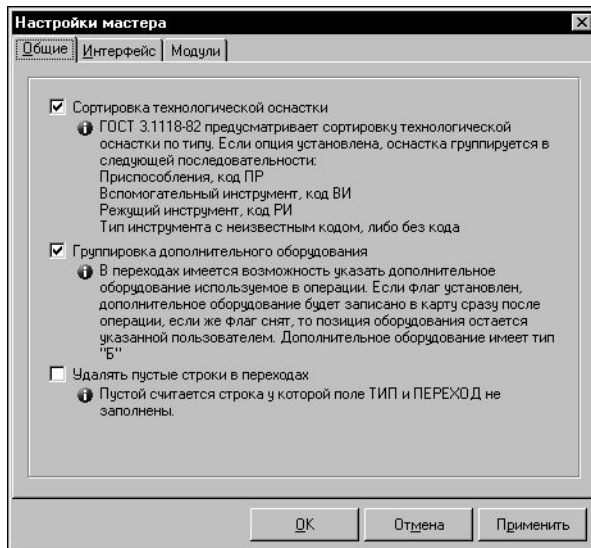 Настройки мастера
Общие
Интерфейс
Модули
Сортировка технологической оснастки
ГОСТ 3.1118-82 предусматривает сортировку технологической
оснастки по типу. Если опция установлена, оснастка группируется в
следующей последовательности:
Приспособления, код ПР
Вспомогательный инструмент, код ВИ
Режущий инструмент, код РИ
Тип инструмента с неизвестным кодом, либо без кода
Группировка дополнительного оборудования
В переходах имеется возможность указать дополнительное
оборудование используемое в операции. Если флаг установлен,
дополнительное оборудование будет записано в карту сразу после
операции, если же флаг снят, то позиция оборудования остается
указанной пользователем. Дополнительное оборудование имеет тип
"Б"
Удалять пустые строки в переходах
Пустой считается строка у которой поле ТИП и ПЕРЕХОД не
заполнены.
OK
Отмена
Применить